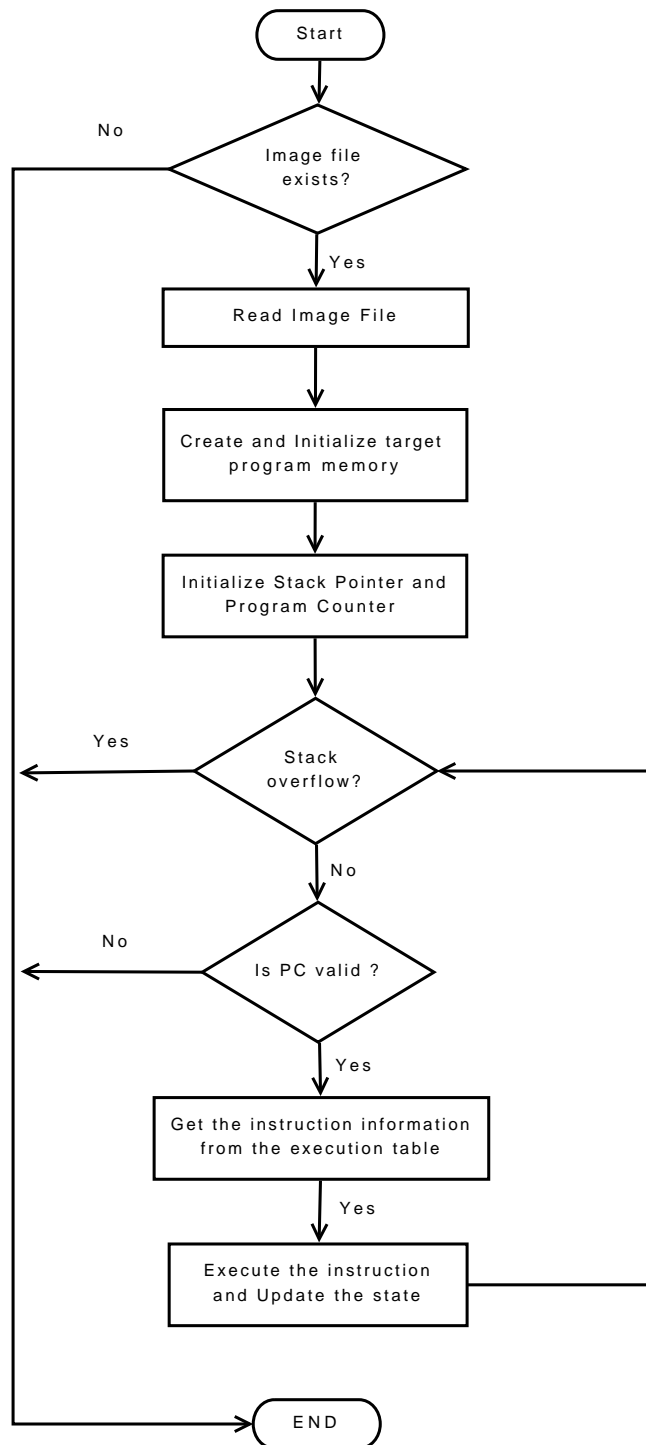 Start
No
Image file
exists?
Yes
Read Image File
Create and Initialize target
program memory
Initialize Stack Pointer and
Program Counter
Yes
Stack
overflow?
No
No
Is PC valid ?
Yes
Get the instruction information
from the execution table
Yes
Execute the instruction
and Update the state
END